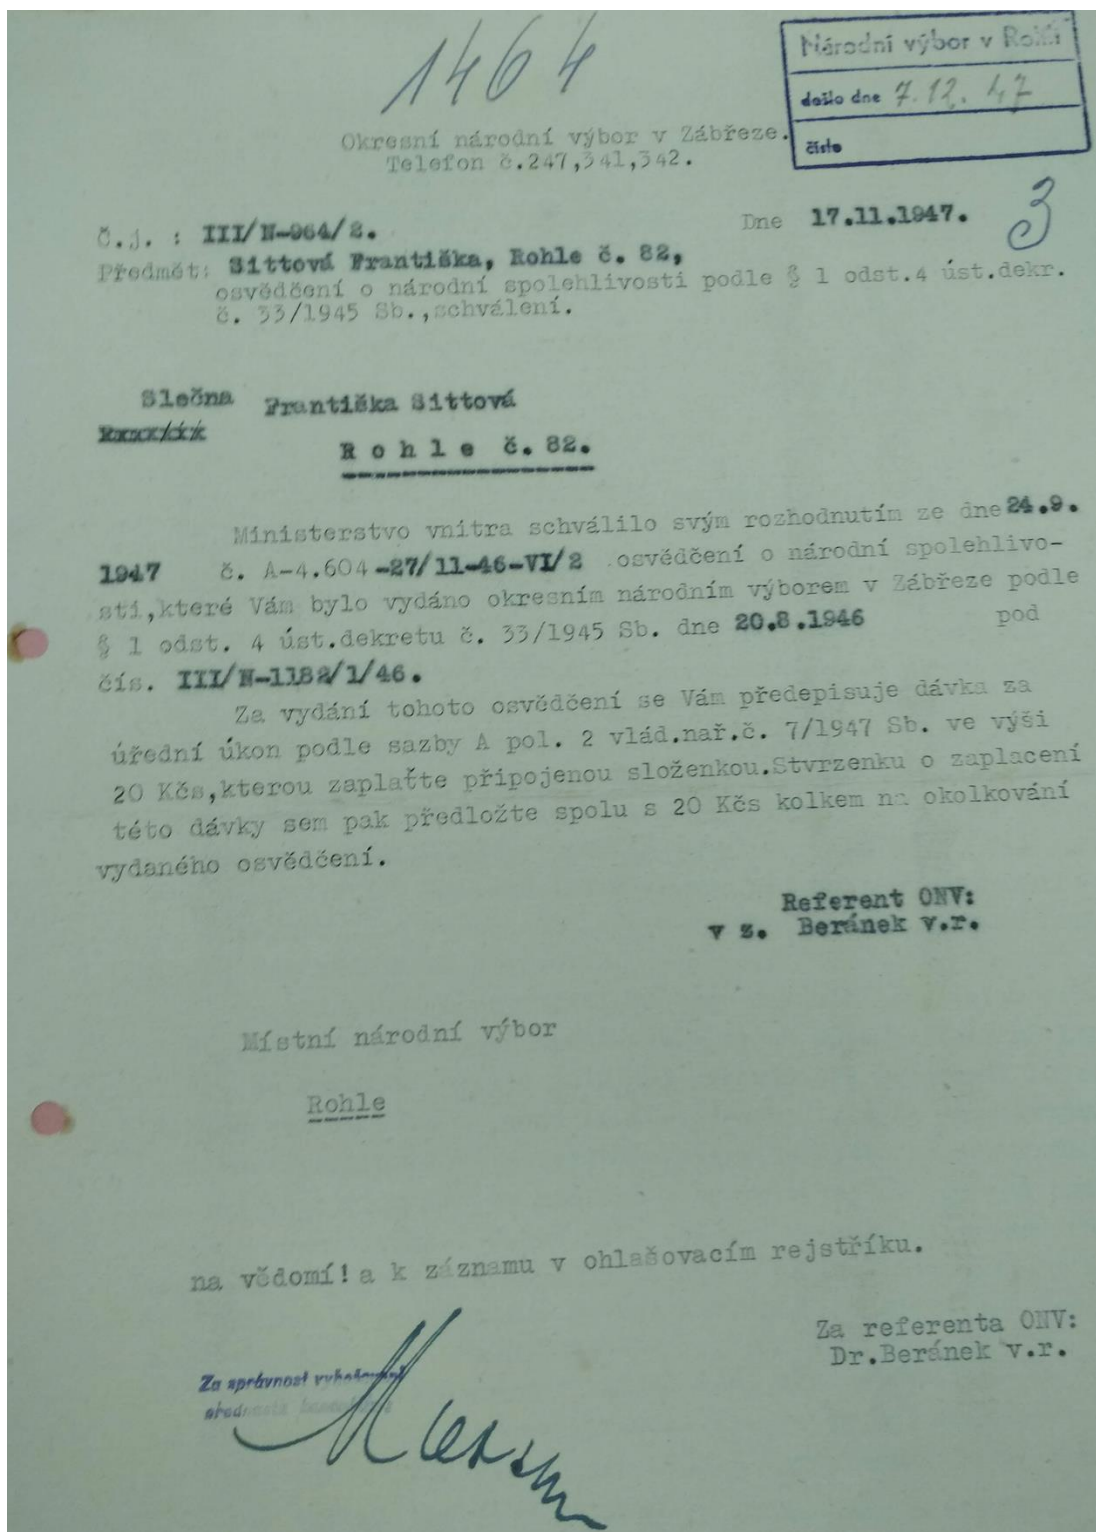 1464
Národní výbor v Rohli
došlo dne 7.12.47
číslo
Okresní národní výbor v Zábřeze.
Telefon č.247,341,342.
3
Č.j. : III/N-964/2. Dne 17.11.1947.
Předmět: Sittová Františka, Rohle č. 82,
osvědčení o národní spolehlivosti podle § 1 odst.4 úst.dekr.
č. 33/1945 Sb.,schválení.
Slečna Františka Sittová
R o h l e č. 82.
Ministerstvo vnitra schválilo svým rozhodnutím ze dne 24.9.
1947 č. A-4.604-27/11-46-VI/2 osvědčení o národní spolehlivo-
sti,které Vám bylo vydáno okresním národním výborem v Zábřeze podle
§ 1 odst. 4 úst.dekretu č. 33/1945 Sb. dne 20.8.1946 pod
čís. III/N-1182/1/46.
Za vydání tohoto osvědčení se Vám předepisuje dávka za
úřední úkon podle sazby A pol. 2 vlád.nař.č. 7/1947 Sb. ve výši
20 Kčs,kterou zaplaťte připojenou složenkou.Stvrzenku o zaplacení
této dávky sem pak předložte spolu s 20 Kčs kolkem na okolkování
vydaného osvědčení.
Referent ONV:
v z. Beránek v.r.
Místní národní výbor
Rohle
na vědomí! a k záznamu v ohlašovacím rejstříku.
Za referenta ONV:
Dr.Beránek v.r.
Za správnost vyhotovení